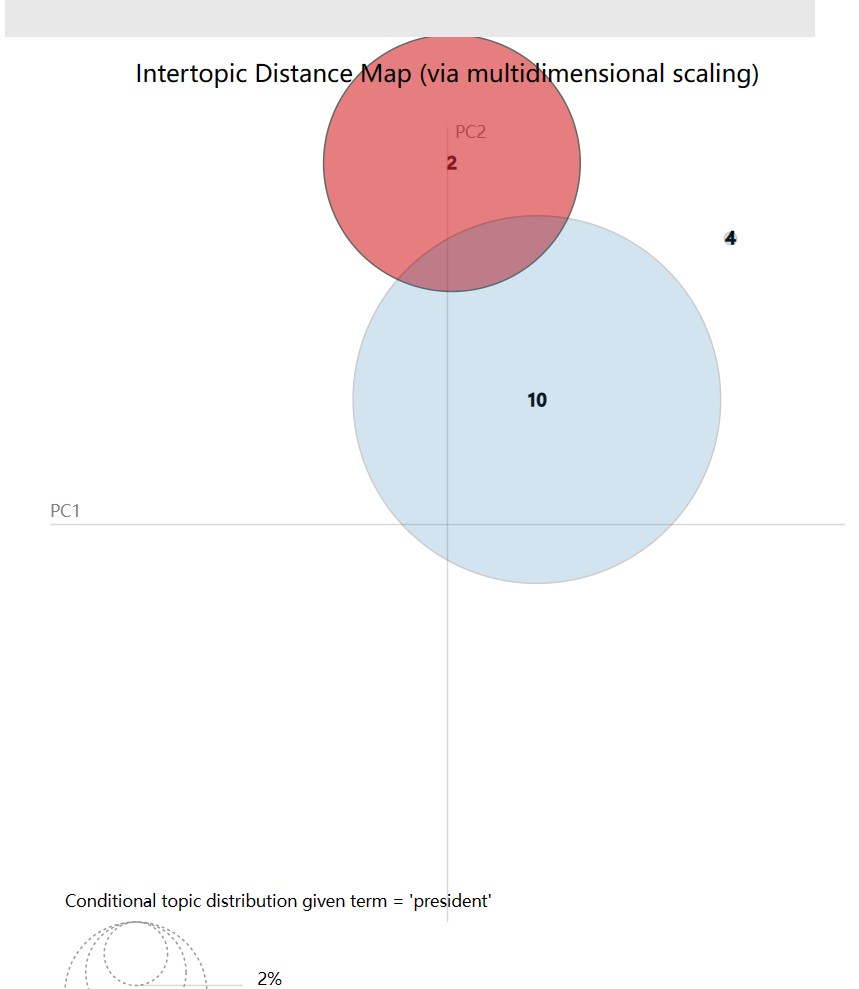 Intertopic Distance Map (via multidimensional scaling)
PC2
2
4
10
PC1
Conditional topic distribution given term = 'president'
2%